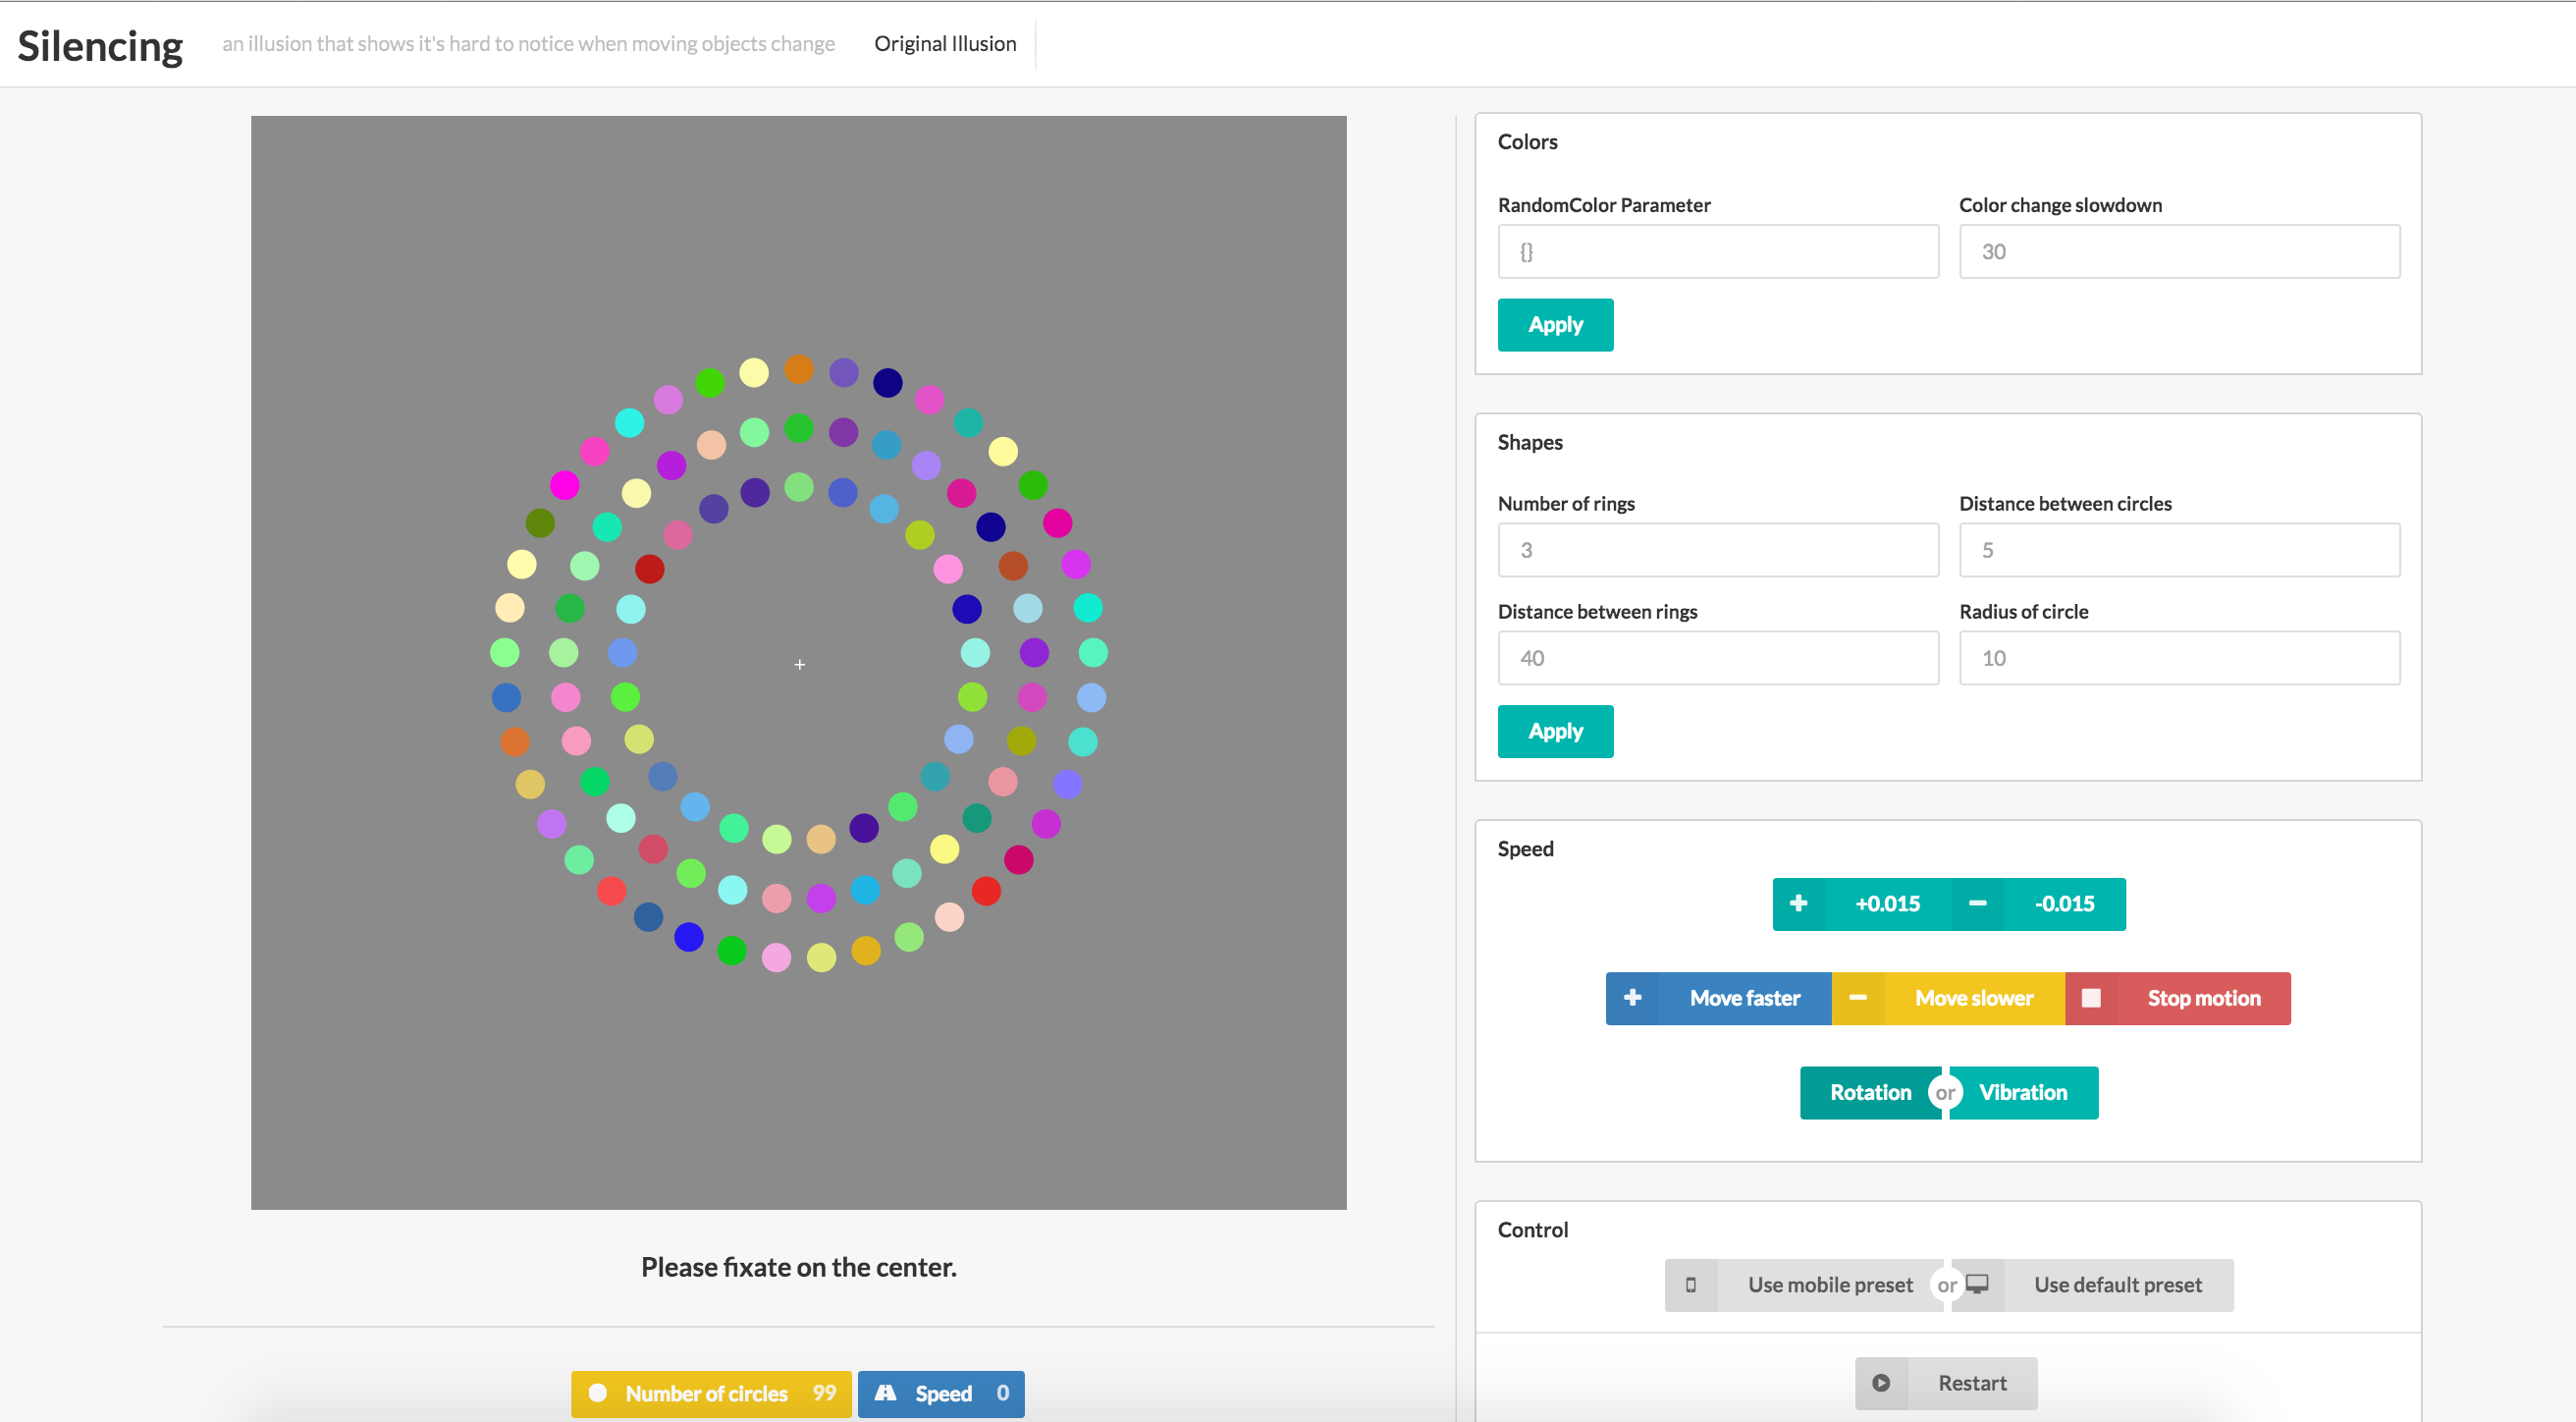 Silencing an illusion that shows it's hard to notice when moving objects change Original Illusion
+
Please fixate on the center.
Number of circles 99 Speed 0
Colors
RandomColor Parameter Color change slowdown
{} 30
Apply
Shapes
Number of rings Distance between circles
3 5
Distance between rings Radius of circle
40 10
Apply
Speed
+0.015 -0.015
Move faster Move slower Stop motion
Rotation or Vibration
Control
Use mobile preset or Use default preset
Restart